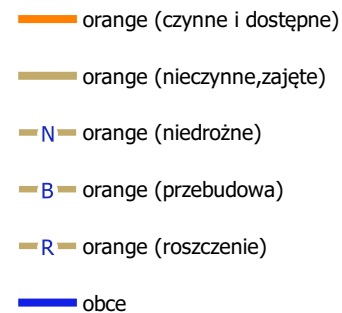 orange (czynne i dostępne)
orange (nieczynne,zajęte)
N orange (niedrożne)
B orange (przebudowa)
R orange (roszczenie)
obce